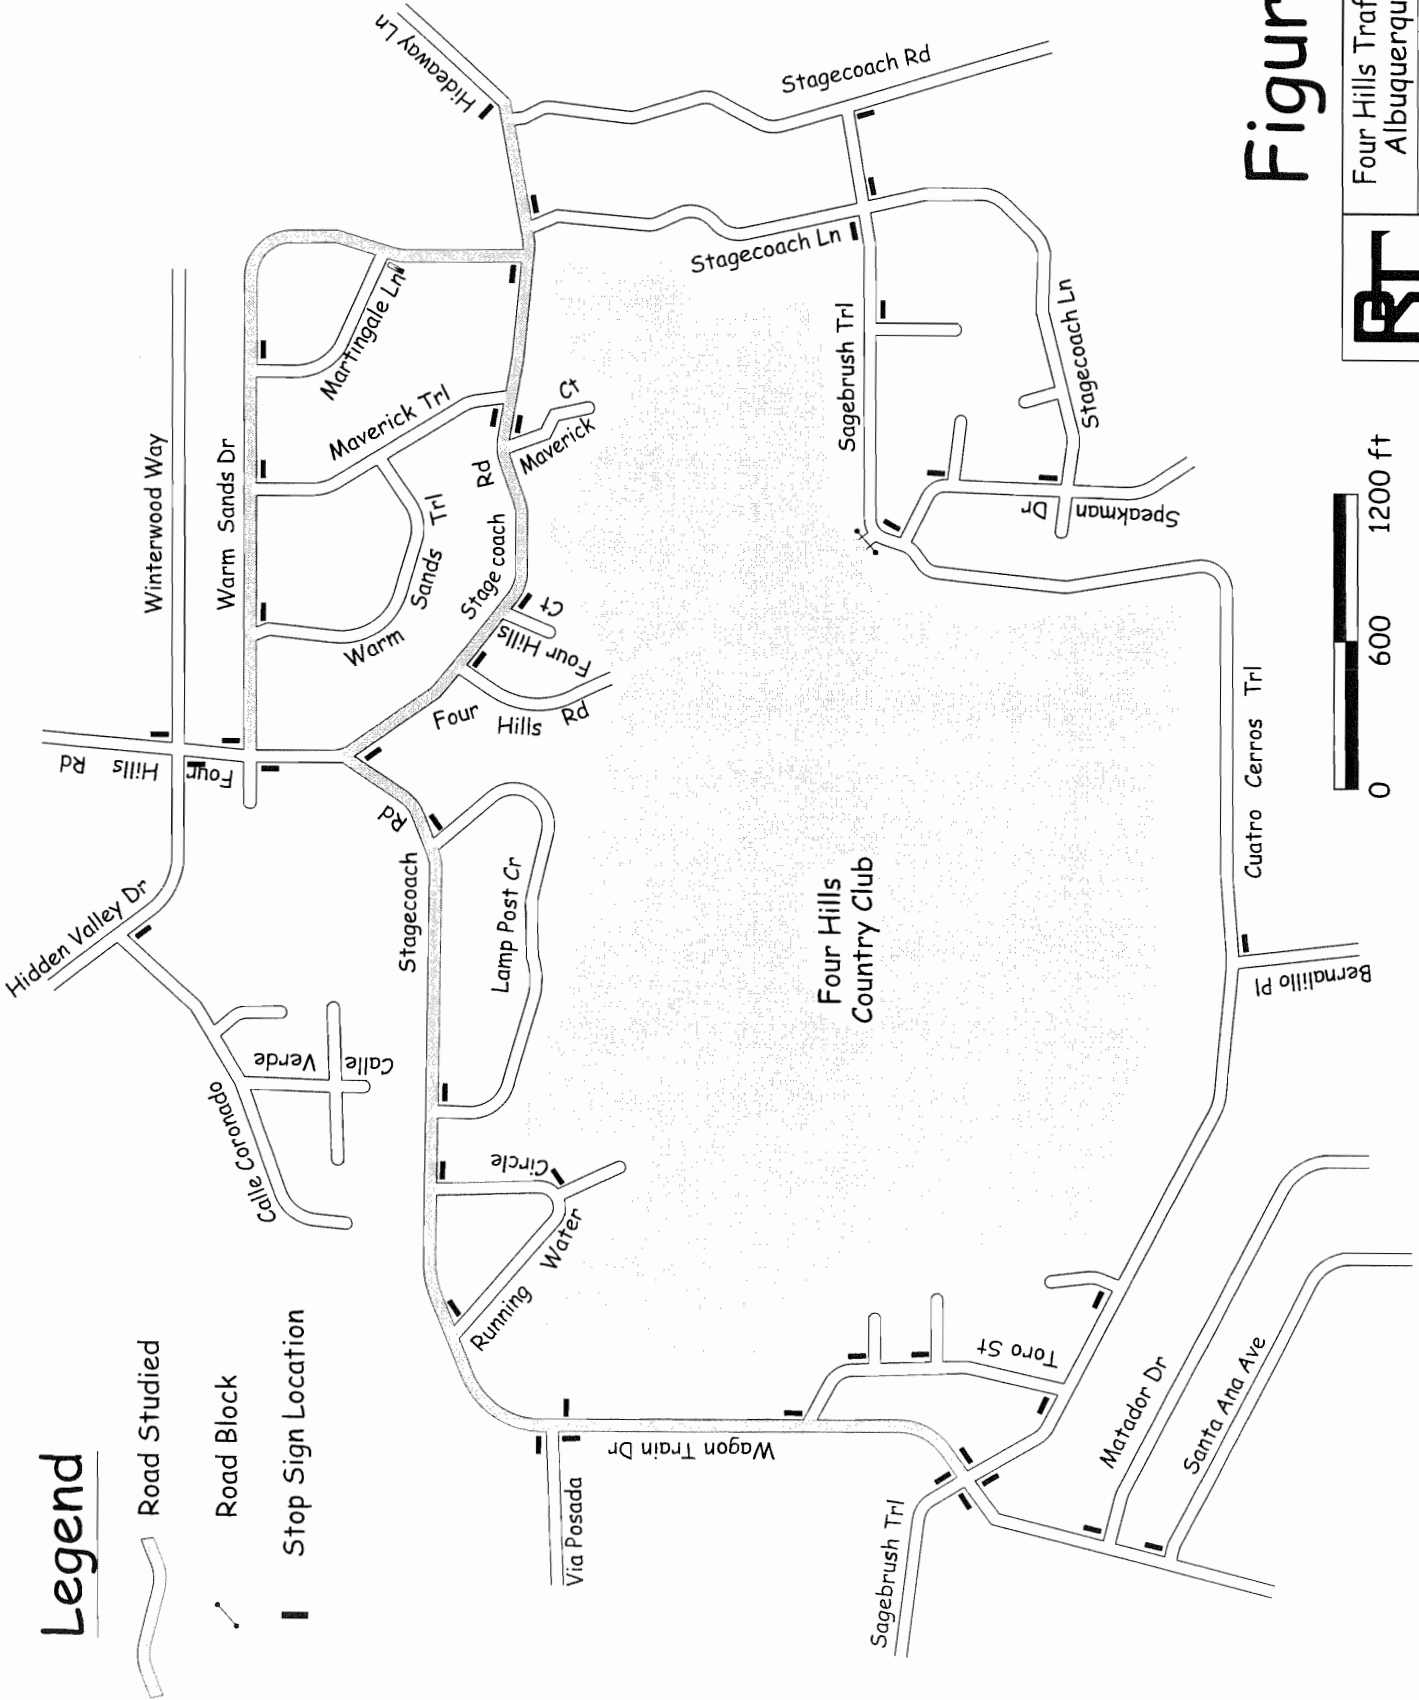 Legend
Road Studied
Road Block
Stop Sign Location
Hidden Valley Dr
Calle Coronado
Calle
Verde
Four Hills Rd
Winterwood Way
Warm Sands Dr
Martingale Ln
Maverick Trl
Warm Sands Trl
Hideaway Ln
Stagecoach Rd
Stagecoach Rd
Stagecoach Rd
Maverick Ct
Four Hills Ct
Four Hills Rd
Lamp Post Cr
Running Water Circle
Via Posada
Wagon Train Dr
Sagebrush Trl
Toro St
Matador Dr
Santa Ana Ave
Four Hills
Country Club
Stagecoach Ln
Sagebrush Trl
Stagecoach Ln
Speakman Dr
Cuatro Cerros Trl
Bernalillo Pl
0 600 1200 ft
Figur
Four Hills Traf
Albuquerqu